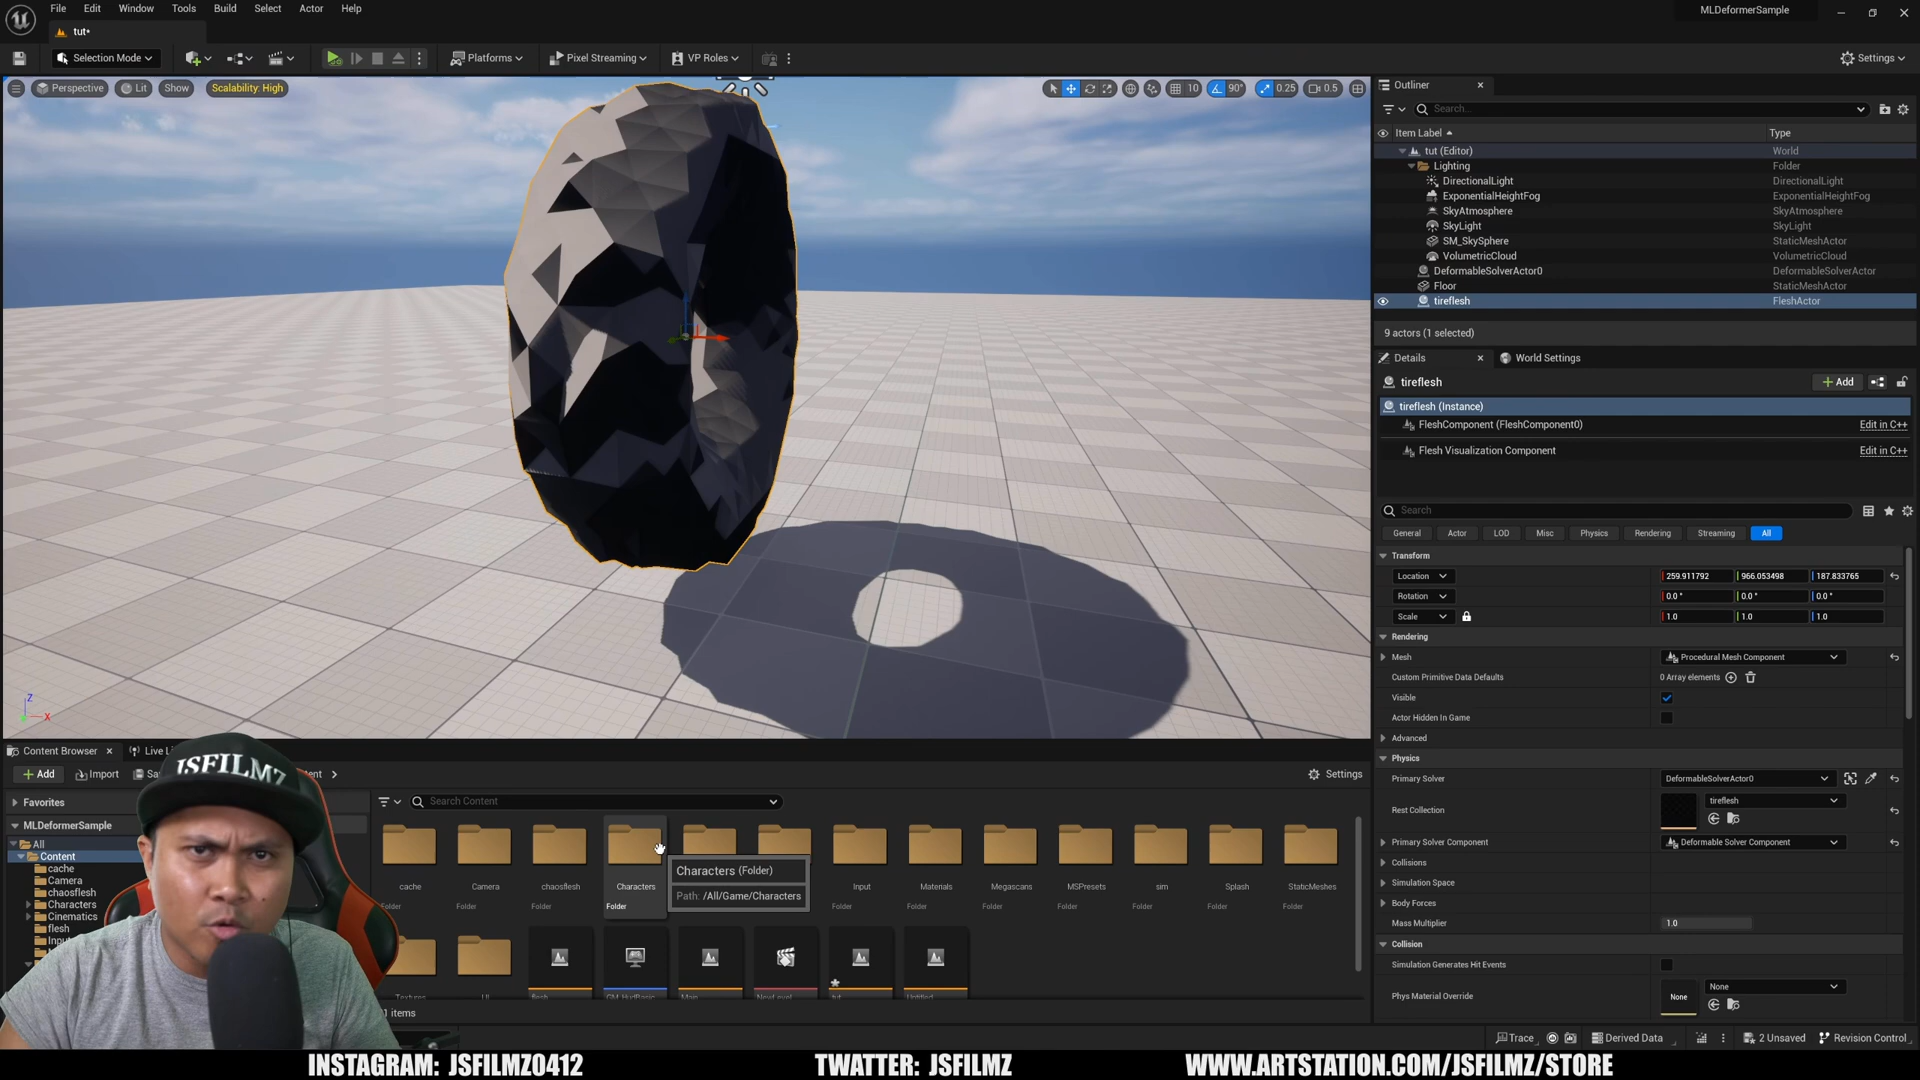 File Edit Window Tools Build Select Actor Help
MLDeformerSample
tut•
Selection Mode
Platforms
Pixel Streaming
VP Roles
Settings
Perspective
Lit
Show
Scalability: High
10
90°
0.25
0.5
Outliner
Search...
Item Label
Type
tut (Editor) World
Lighting Folder
DirectionalLight DirectionalLight
ExponentialHeightFog ExponentialHeightFog
SkyAtmosphere SkyAtmosphere
SkyLight SkyLight
SM_SkySphere StaticMeshActor
VolumetricCloud VolumetricCloud
DeformableSolverActor0 DeformableSolverActor
Floor StaticMeshActor
tireflesh FleshActor
9 actors (1 selected)
Details
World Settings
tireflesh
+ Add
tireflesh (Instance)
FleshComponent (FleshComponent0) Edit in C++
Flesh Visualization Component Edit in C++
Search
General Actor LOD Misc Physics Rendering Streaming All
Transform
Location 259.911792 966.053498 187.833765
Rotation 0.0 ° 0.0 ° 0.0 °
Scale 1.0 1.0 1.0
Rendering
Mesh Procedural Mesh Component
Custom Primitive Data Defaults 0 Array elements
Visible
Actor Hidden In Game
Advanced
Physics
Primary Solver DeformableSolverActor0
Rest Collection tireflesh
Primary Solver Component Deformable Solver Component
Collisions
Simulation Space
Body Forces
Mass Multiplier 1.0
Collision
Simulation Generates Hit Events
Phys Material Override None None
Content Browser
Live
+ Add
Import
Settings
Favorites
Search Content
MLDeformerSample
All
Content
cache
Camera
chaosflesh
Characters
Cinematics
flesh
cache Camera chaosflesh Characters Input Materials Megascans MSPresets sim Splash StaticMeshes
Folder Folder Folder Folder Folder Folder Folder Folder Folder Folder
Characters (Folder)
Path: /All/Game/Characters
JSFILMZ
Textures UI flesh GM_HudBasic Main NewLevel tut Untitled
items
Trace
Derived Data
2 Unsaved
Revision Control
INSTAGRAM: JSFILMZ0412 TWATTER: JSFILMZ WWW.ARTSTATION.COM/JSFILMZ/STORE